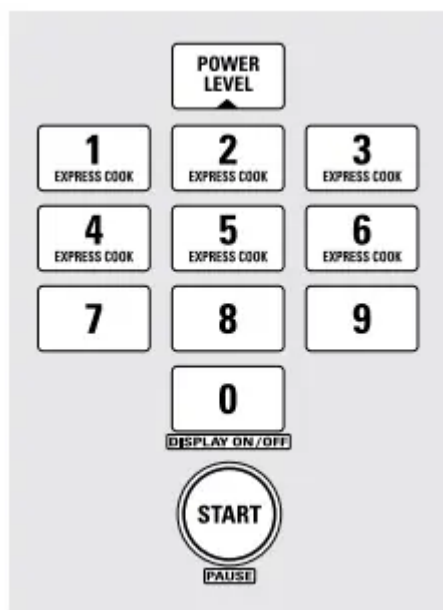 POWER
LEVEL
1 2 3
EXPRESS COOK EXPRESS COOK EXPRESS COOK
4 5 6
EXPRESS COOK EXPRESS COOK EXPRESS COOK
7 8 9
0
DISPLAY ON/OFF
START
PAUSE